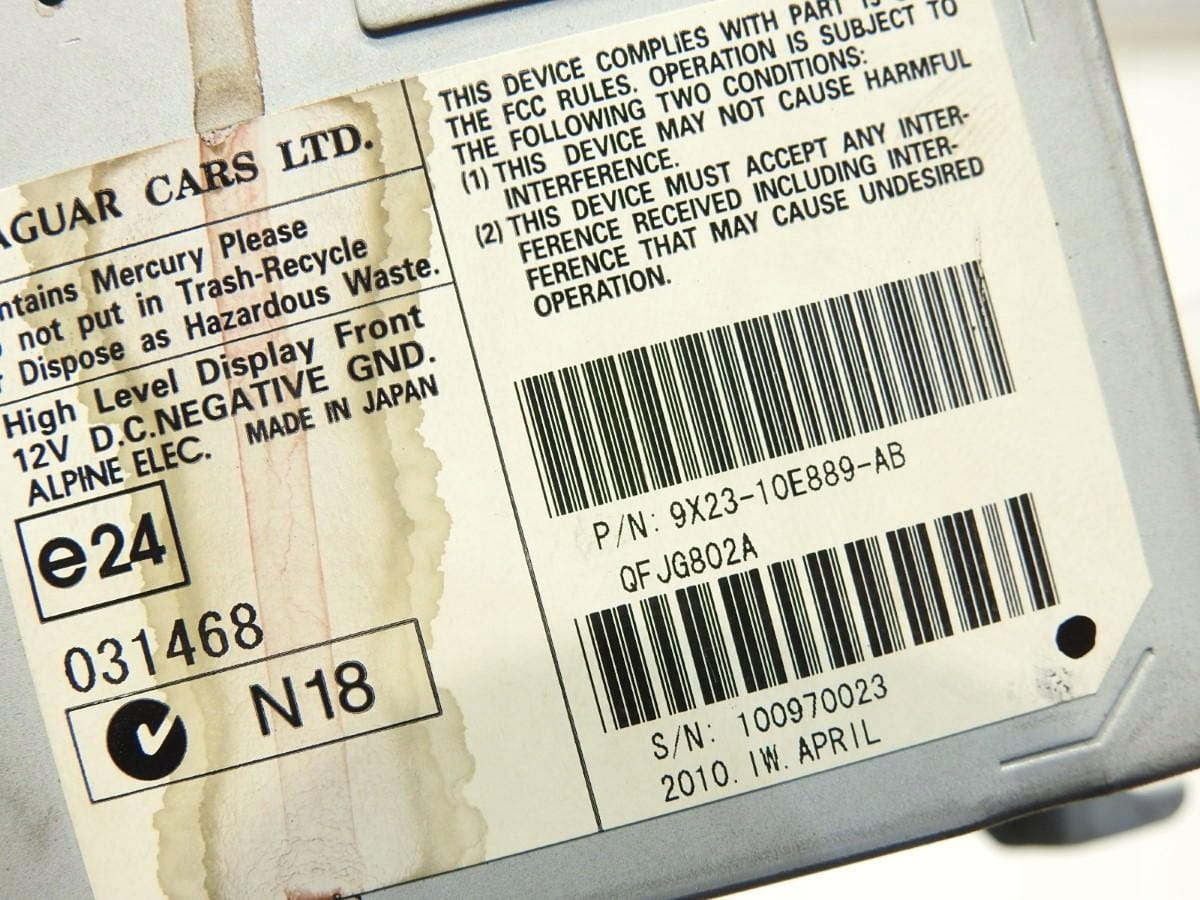 AGUAR CARS LTD.
ntains Mercury Please
not put in Trash-Recycle
r Dispose as Hazardous Waste.
High Level Display Front
12V D.C.NEGATIVE GND.
ALPINE ELEC. MADE IN JAPAN
e24
031468
N18
THIS DEVICE COMPLIES WITH PART
THE FCC RULES. OPERATION IS SUBJECT TO
THE FOLLOWING TWO CONDITIONS:
(1) THIS DEVICE MAY NOT CAUSE HARMFUL
INTERFERENCE.
(2) THIS DEVICE MUST ACCEPT ANY INTER-
FERENCE RECEIVED INCLUDING INTER-
FERENCE THAT MAY CAUSE UNDESIRED
OPERATION.
P/N: 9X23-10E889-AB
QFJG802A
S/N: 100970023
2010. 1W. APRIL